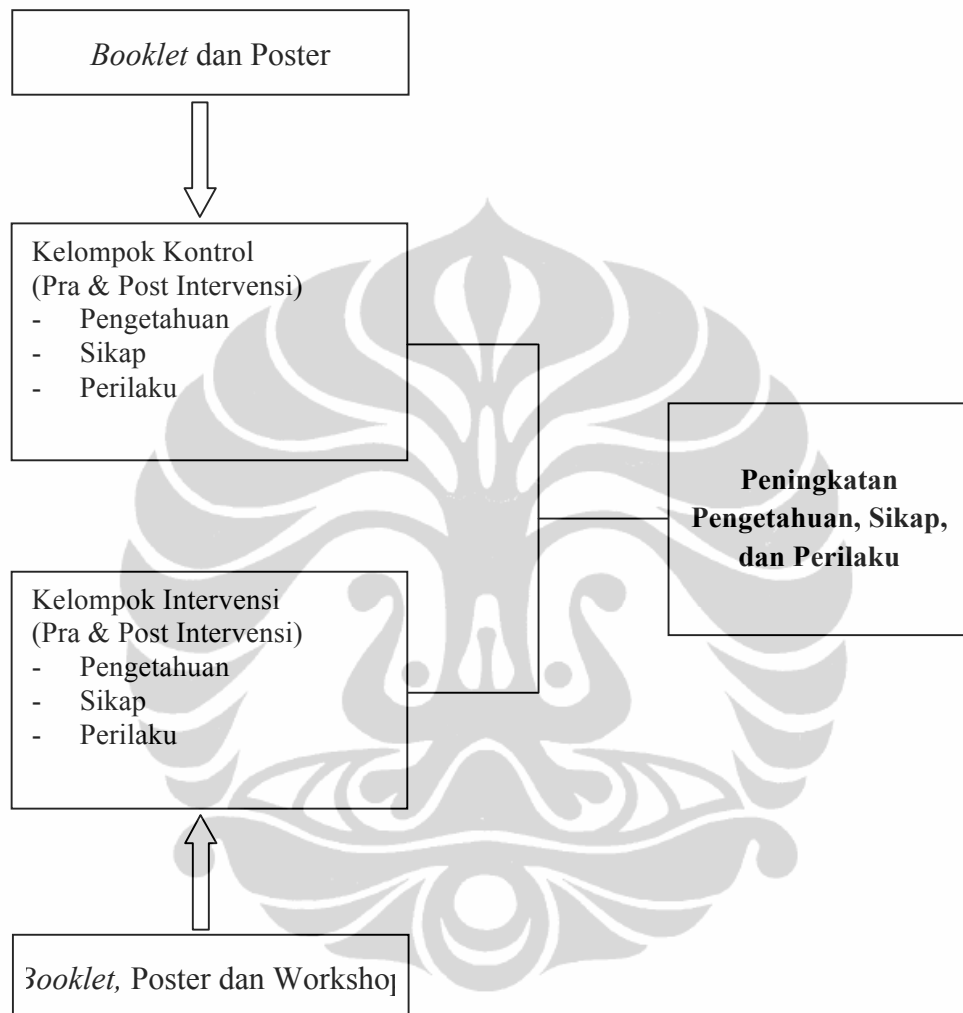 Booklet dan Poster
Kelompok Kontrol
(Pra & Post Intervensi)
- Pengetahuan
- Sikap
- Perilaku
Peningkatan
Pengetahuan, Sikap,
dan Perilaku
Kelompok Intervensi
(Pra & Post Intervensi)
- Pengetahuan
- Sikap
- Perilaku
Booklet, Poster dan Workshop